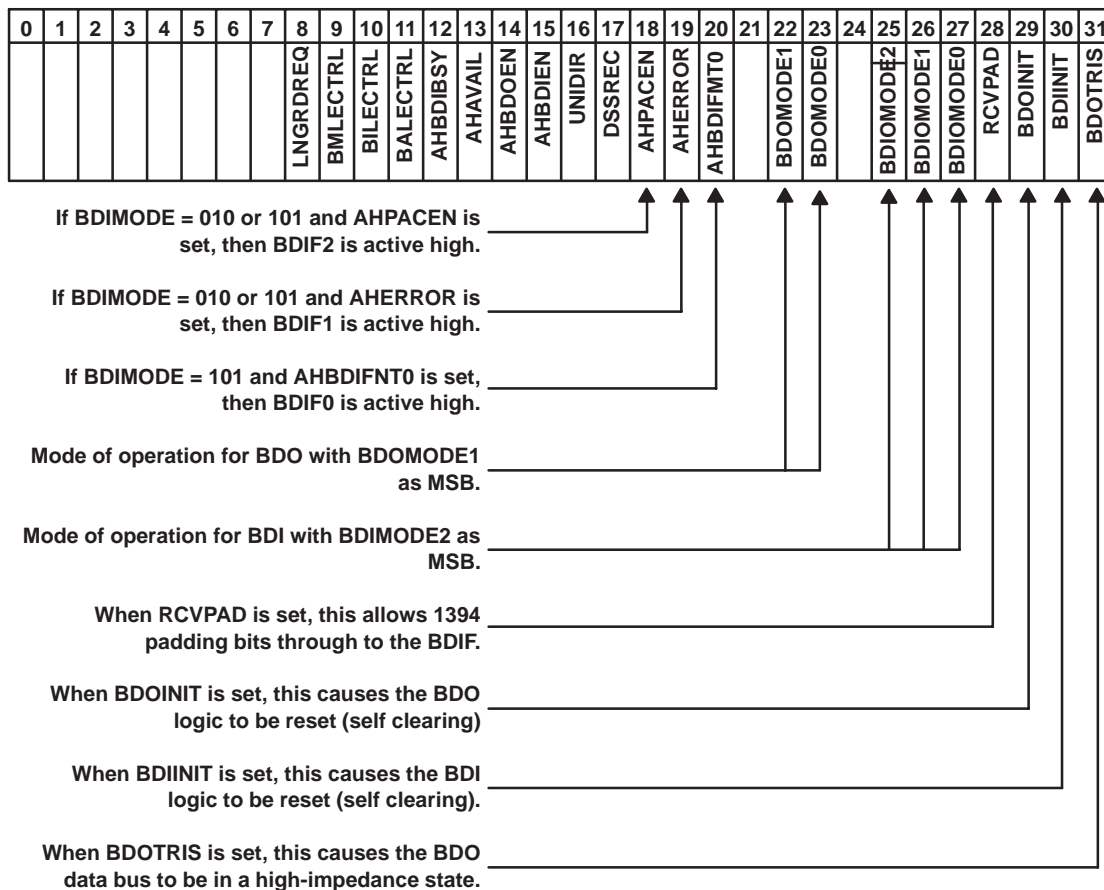 0 1 2 3 4 5 6 7 8 9 10 11 12 13 14 15 16 17 18 19 20 21 22 23 24 25 26 27 28 29 30 31
LNGRDREQ
BMLECTRL
BILECTRL
BALECTRL
AHBDIBSY
AHAVAIL
AHBDOEN
AHBDIEN
UNIDIR
DSSREC
AHPACEN
AHERROR
AHBDIFMT0
BDOMODE1
BDOMODE0
BDIOMODE2
BDIOMODE1
BDIOMODE0
RCVPAD
BDOINIT
BDIINIT
BDOTRIS
If BDIMODE = 010 or 101 and AHPACEN is
set, then BDIF2 is active high.
If BDIMODE = 010 or 101 and AHERROR is
set, then BDIF1 is active high.
If BDIMODE = 101 and AHBDIFNT0 is set,
then BDIF0 is active high.
Mode of operation for BDO with BDOMODE1
as MSB.
Mode of operation for BDI with BDIMODE2 as
MSB.
When RCVPAD is set, this allows 1394
padding bits through to the BDIF.
When BDOINIT is set, this causes the BDO
logic to be reset (self clearing)
When BDIINIT is set, this causes the BDI
logic to be reset (self clearing).
When BDOTRIS is set, this causes the BDO
data bus to be in a high-impedance state.